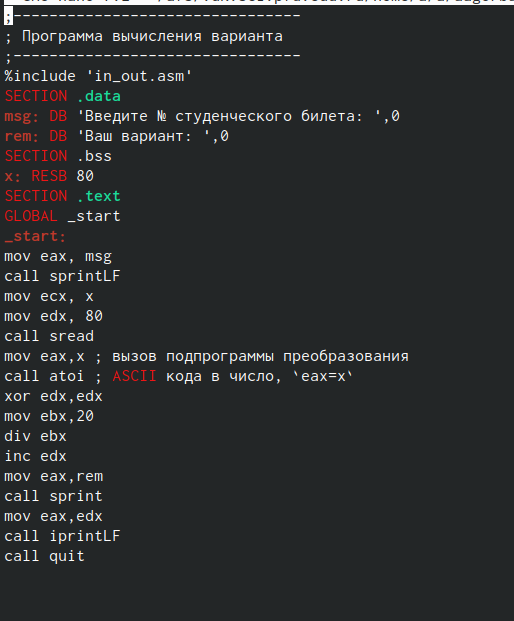 ;--------------------------------
; Программа вычисления варианта
;--------------------------------
%include 'in_out.asm'
SECTION .data
msg: DB 'Введите № студенческого билета: ',0
rem: DB 'Ваш вариант: ',0
SECTION .bss
x: RESB 80
SECTION .text
GLOBAL _start
_start:
mov eax, msg
call sprintLF
mov ecx, x
mov edx, 80
call sread
mov eax,x ; вызов подпрограммы преобразования
call atoi ; ASCII кода в число, `eax=x`
xor edx,edx
mov ebx,20
div ebx
inc edx
mov eax,rem
call sprint
mov eax,edx
call iprintLF
call quit